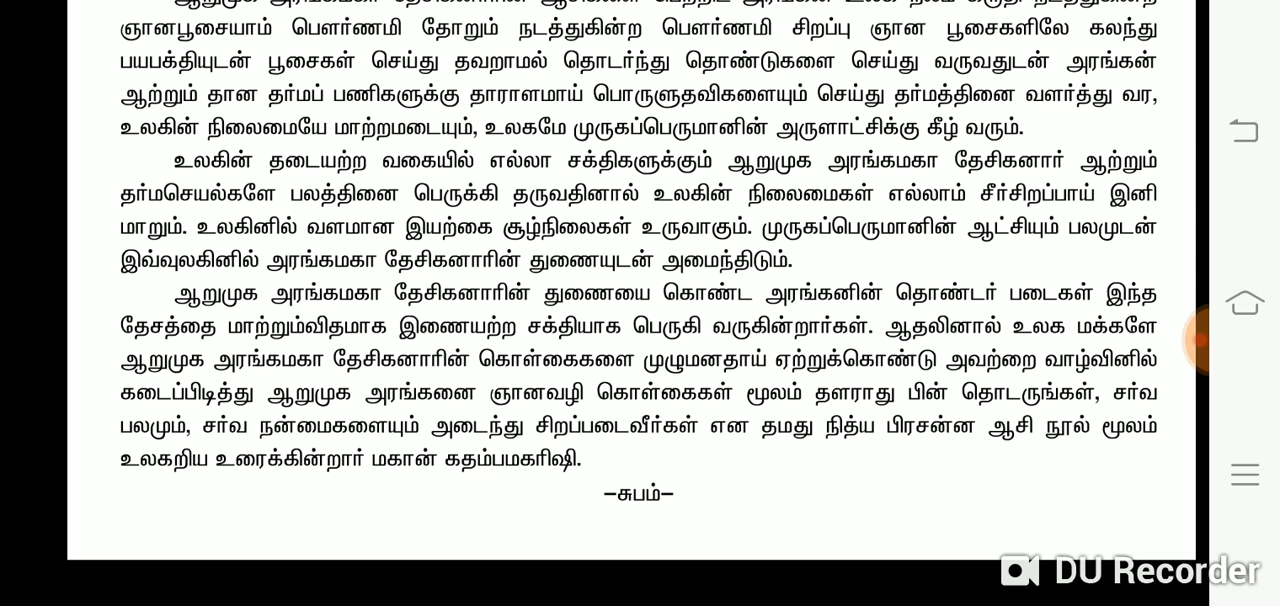 ஆறுமுக அரங்கமகா தேசிகனாரின்
ஞானபூசையாம் பௌர்ணமி தோறும் நடத்துகின்ற பௌர்ணமி சிறப்பு ஞான பூசைகளிலே கலந்து
பயபக்தியுடன் பூசைகள் செய்து தவறாமல் தொடர்ந்து தொண்டுகளை செய்து வருவதுடன் அரங்கன்
ஆற்றும் தான தர்மப் பணிகளுக்கு தாராளமாய் பொருளுதவிகளையும் செய்து தர்மத்தினை வளர்த்து வர,
உலகின் நிலைமையே மாற்றமடையும், உலகமே முருகப்பெருமானின் அருளாட்சிக்கு கீழ் வரும்.
உலகின் தடையற்ற வகையில் எல்லா சக்திகளுக்கும் ஆறுமுக அரங்கமகா தேசிகனார் ஆற்றும்
தர்மசெயல்களே பலத்தினை பெருக்கி தருவதினால் உலகின் நிலைமைகள் எல்லாம் சீர்சிறப்பாய் இனி
மாறும். உலகினில் வளமான இயற்கை சூழ்நிலைகள் உருவாகும். முருகப்பெருமானின் ஆட்சியும் பலமுடன்
இவ்வுலகினில் அரங்கமகா தேசிகனாரின் துணையுடன் அமைந்திடும்.
ஆறுமுக அரங்கமகா தேசிகனாரின் துணையை கொண்ட அரங்கனின் தொண்டர் படைகள் இந்த
தேசத்தை மாற்றும்விதமாக இணையற்ற சக்தியாக பெருகி வருகின்றார்கள். ஆதலினால் உலக மக்களே
ஆறுமுக அரங்கமகா தேசிகனாரின் கொள்கைகளை முழுமனதாய் ஏற்றுக்கொண்டு அவற்றை வாழ்வினில்
கடைப்பிடித்து ஆறுமுக அரங்கனை ஞானவழி கொள்கைகள் மூலம் தளராது பின் தொடருங்கள், சர்வ
பலமும், சர்வ நன்மைகளையும் அடைந்து சிறப்படைவீர்கள் என தமது நித்ய பிரசன்ன ஆசி நூல் மூலம்
உலகறிய உரைக்கின்றார் மகான் கதம்பமகரிஷி.
–சுபம்–
DU Recorder